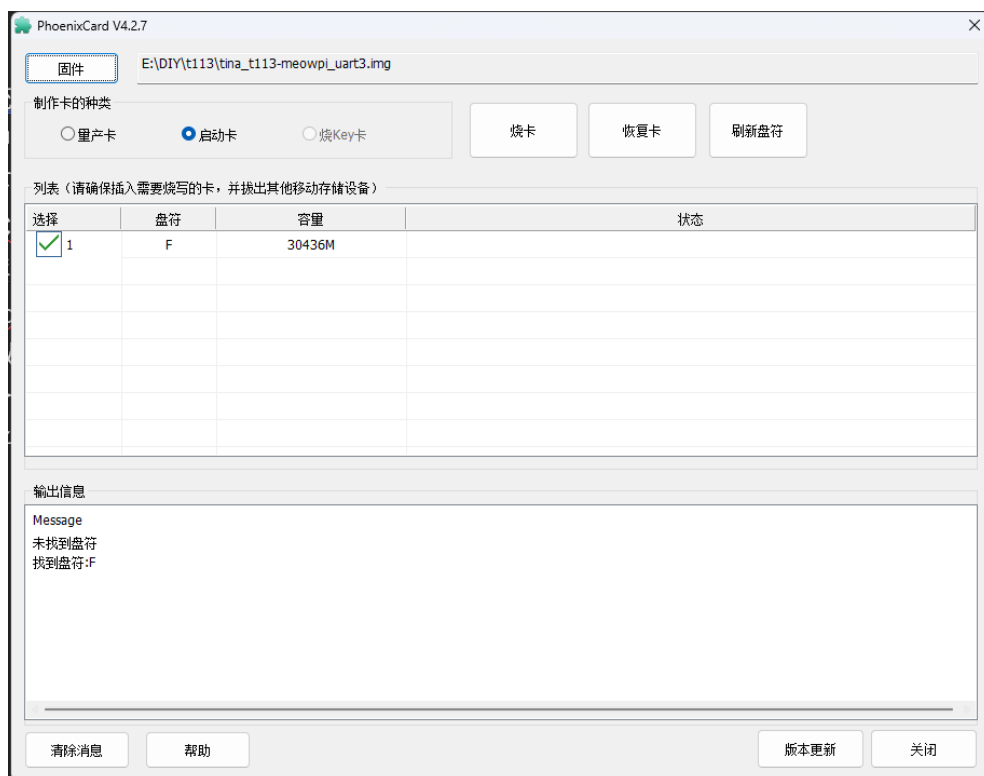 PhoenixCard V4.2.7
固件
E:\DIY\t113\tina_t113-meowpi_uart3.img
制作卡的种类
量产卡
启动卡
烧Key卡
烧卡
恢复卡
刷新盘符
列表（请确保插入需要烧写的卡，并拔出其他移动存储设备）
选择 盘符 容量 状态
1 F 30436M
输出信息
Message
未找到盘符
找到盘符:F
清除消息
帮助
版本更新
关闭